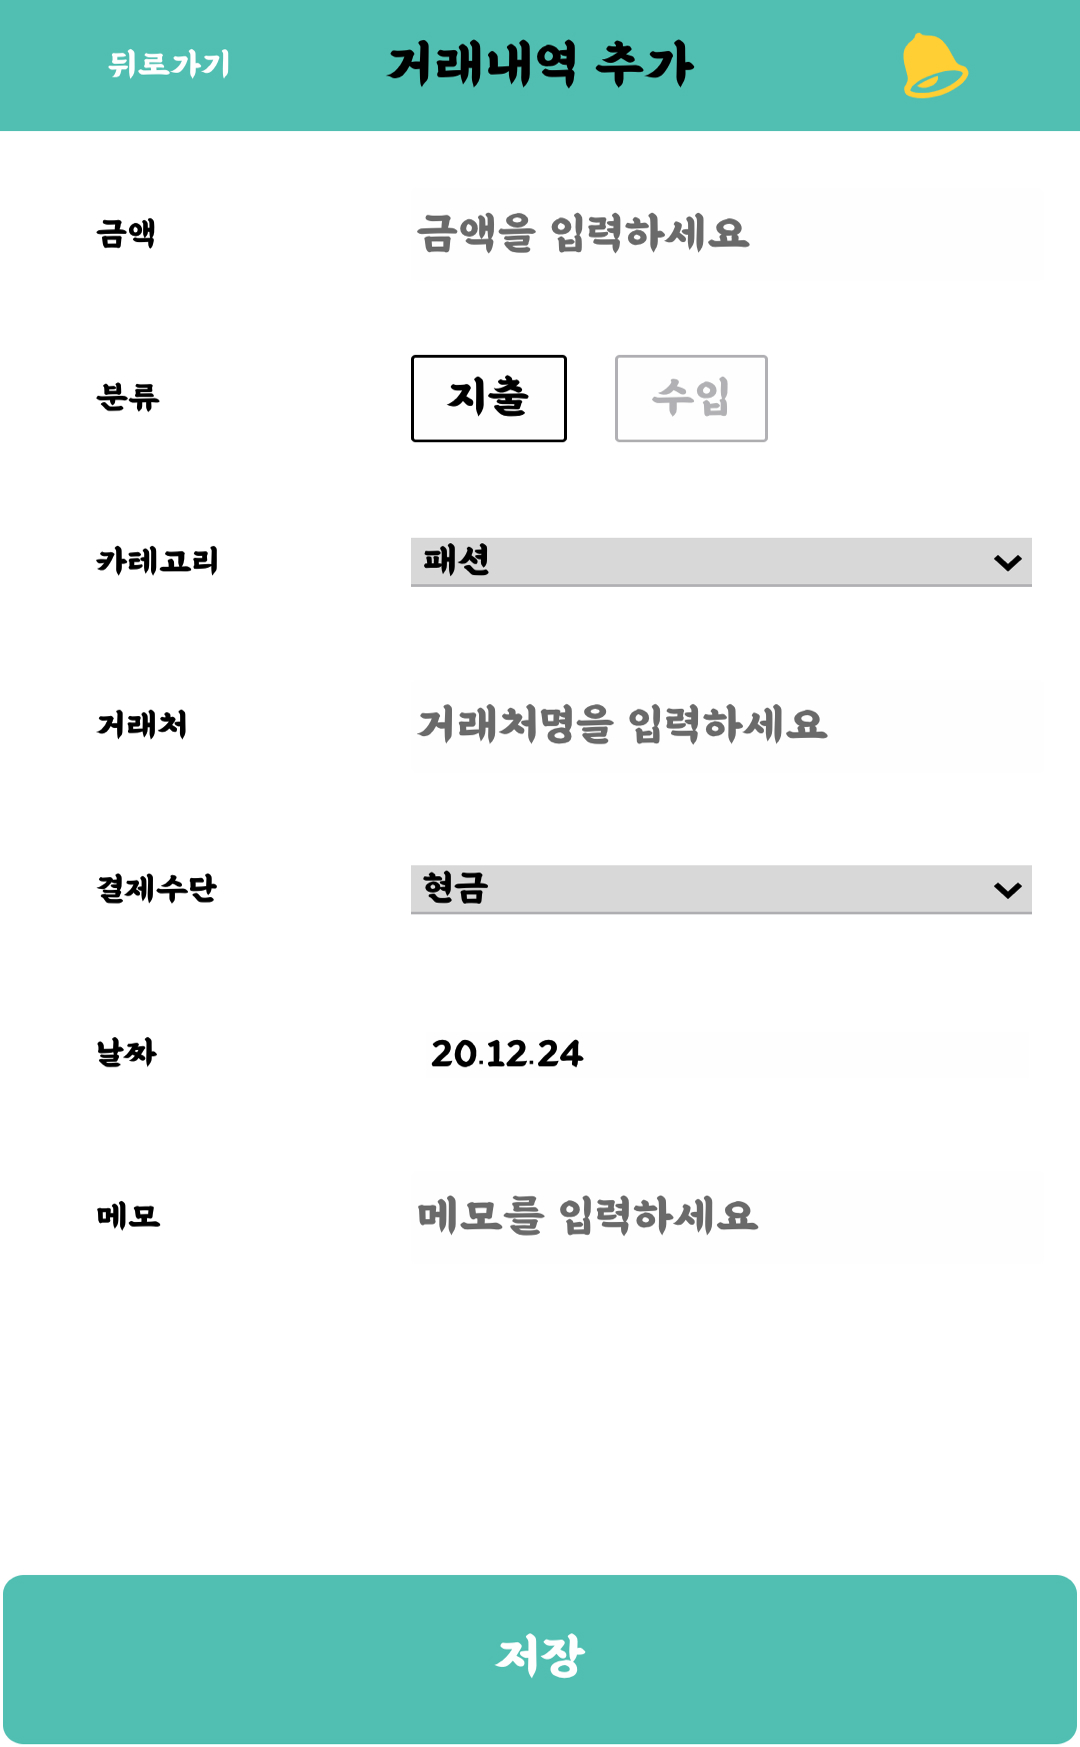 뒤로가기 거래내역 추가
금액 금액을 입력하세요
분류 지출 수입
카테고리 패션
거래처 거래처명을 입력하세요
결제수단 현금
날짜 20.12.24
메모 메모를 입력하세요
저장